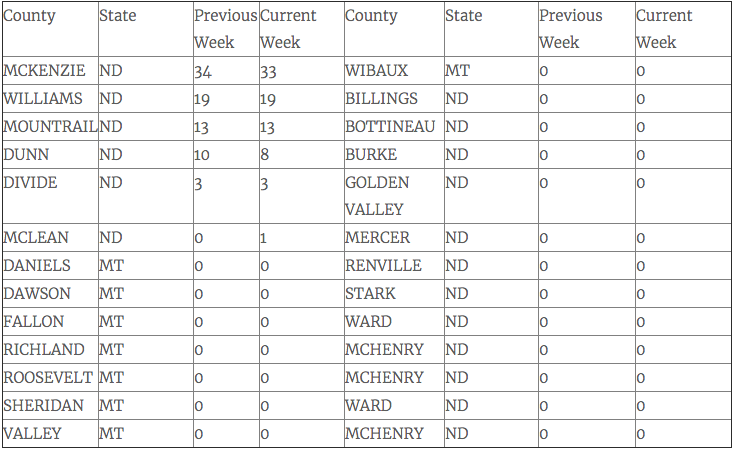 County State Previous Week Current Week County State Previous Week Current Week
MCKENZIE ND 34 33 WIBAUX MT 0 0
WILLIAMS ND 19 19 BILLINGS ND 0 0
MOUNTRAIL ND 13 13 BOTTINEAU ND 0 0
DUNN ND 10 8 BURKE ND 0 0
DIVIDE ND 3 3 GOLDEN VALLEY ND 0 0
MCLEAN ND 0 1 MERCER ND 0 0
DANIELS MT 0 0 RENVILLE ND 0 0
DAWSON MT 0 0 STARK ND 0 0
FALLON MT 0 0 WARD ND 0 0
RICHLAND MT 0 0 MCHENRY ND 0 0
ROOSEVELT MT 0 0 MCHENRY ND 0 0
SHERIDAN MT 0 0 WARD ND 0 0
VALLEY MT 0 0 MCHENRY ND 0 0